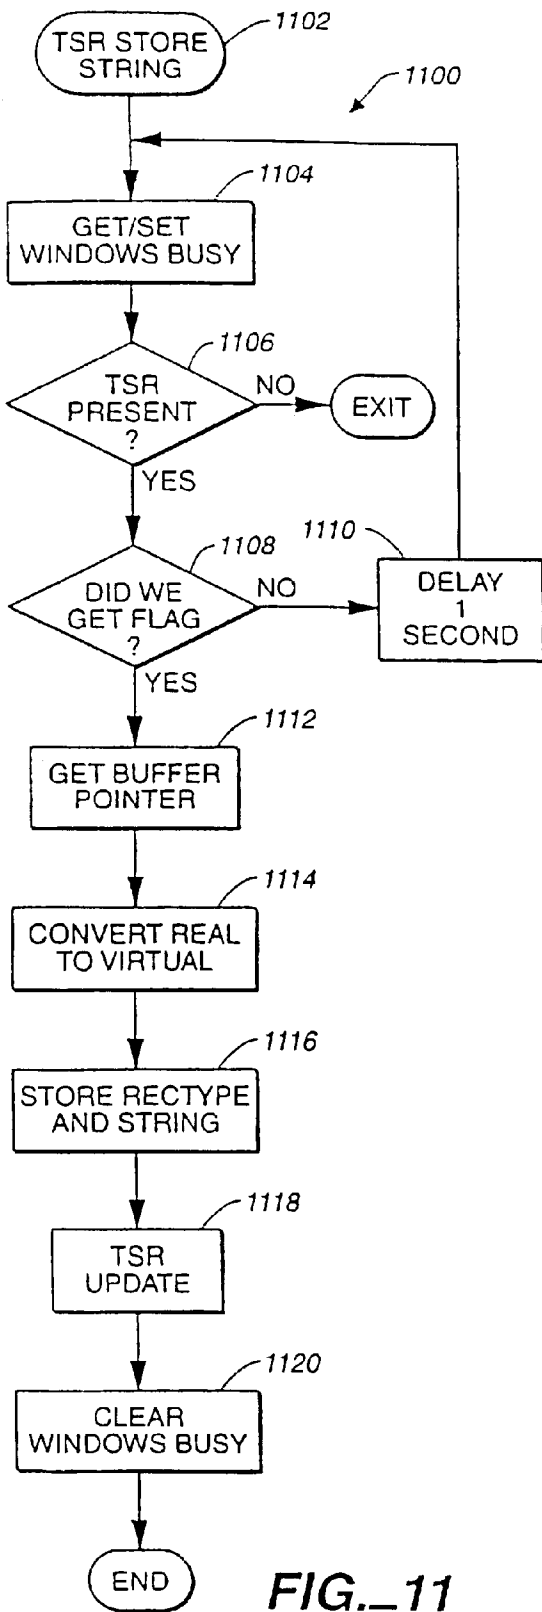 TSR STORE
STRING
1102
1100
1104
GET/SET
WINDOWS BUSY
1106
TSR
PRESENT
?
NO
EXIT
YES
1108
DID WE
GET FLAG
?
NO
1110
DELAY
1
SECOND
YES
1112
GET BUFFER
POINTER
1114
CONVERT REAL
TO VIRTUAL
1116
STORE RECTYPE
AND STRING
1118
TSR
UPDATE
1120
CLEAR
WINDOWS BUSY
END
FIG._11